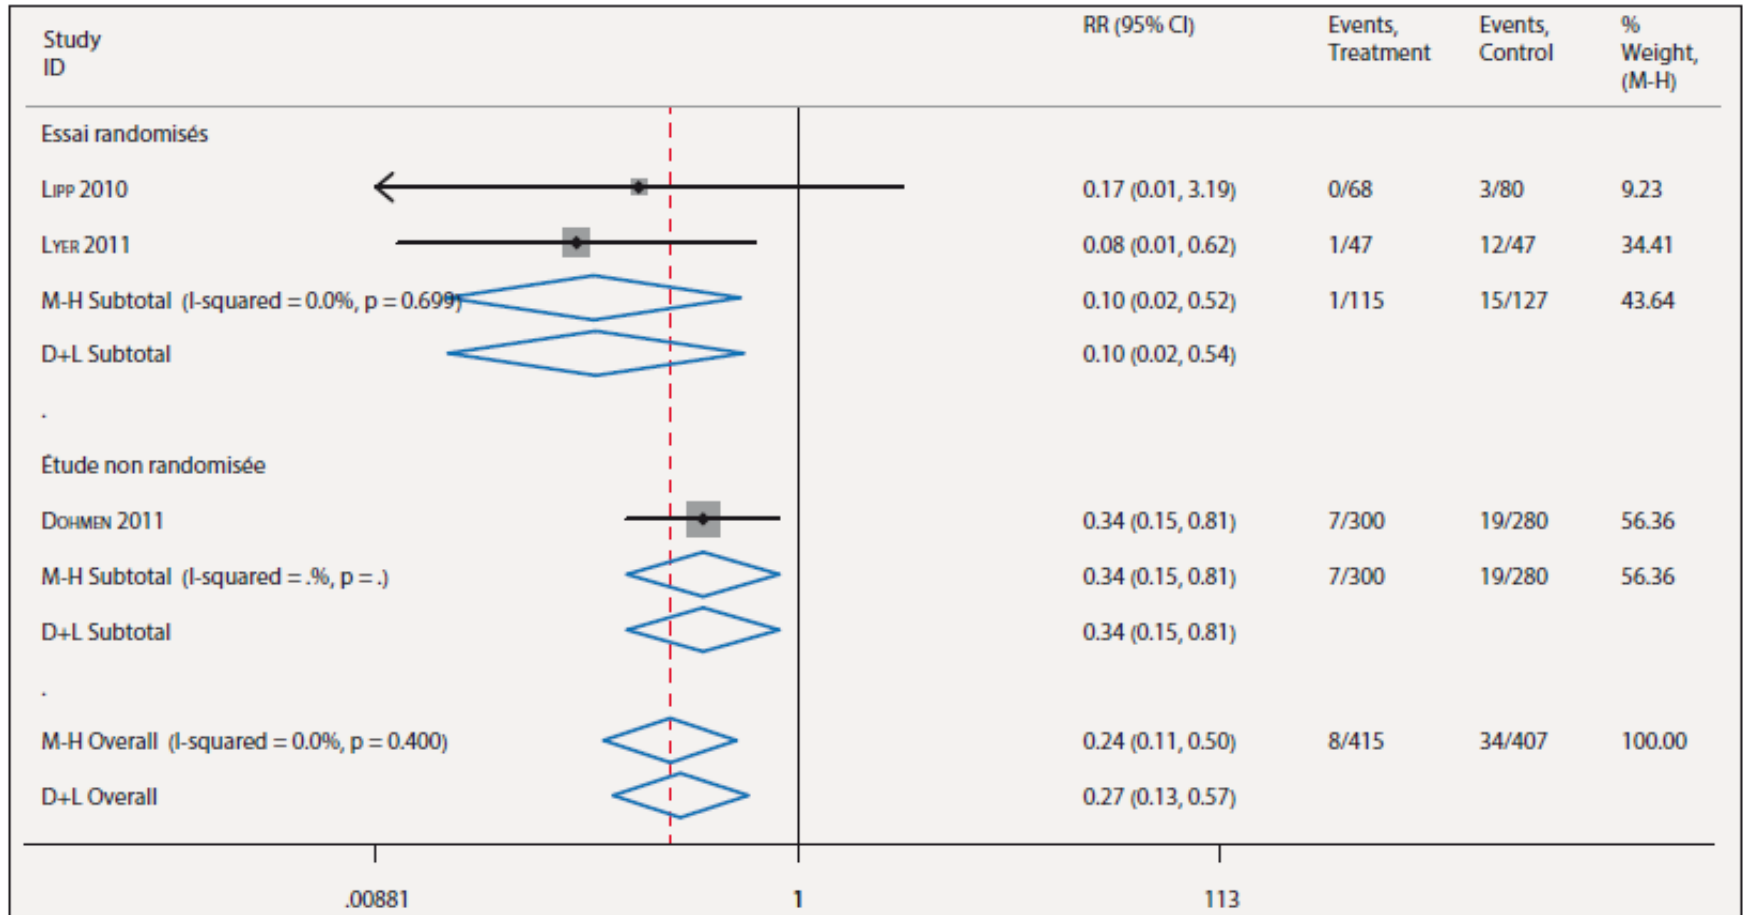 Study ID RR (95% CI) Events, Treatment Events, Control % Weight, (M-H)
Essai randomisés
Lipp 2010 0.17 (0.01, 3.19) 0/68 3/80 9.23
Lyer 2011 0.08 (0.01, 0.62) 1/47 12/47 34.41
M-H Subtotal (I-squared = 0.0%, p = 0.699) 0.10 (0.02, 0.52) 1/115 15/127 43.64
D+L Subtotal 0.10 (0.02, 0.54)
.
Étude non randomisée
Dohmen 2011 0.34 (0.15, 0.81) 7/300 19/280 56.36
M-H Subtotal (I-squared = .%, p = .) 0.34 (0.15, 0.81) 7/300 19/280 56.36
D+L Subtotal 0.34 (0.15, 0.81)
.
M-H Overall (I-squared = 0.0%, p = 0.400) 0.24 (0.11, 0.50) 8/415 34/407 100.00
D+L Overall 0.27 (0.13, 0.57)
.00881 1 113